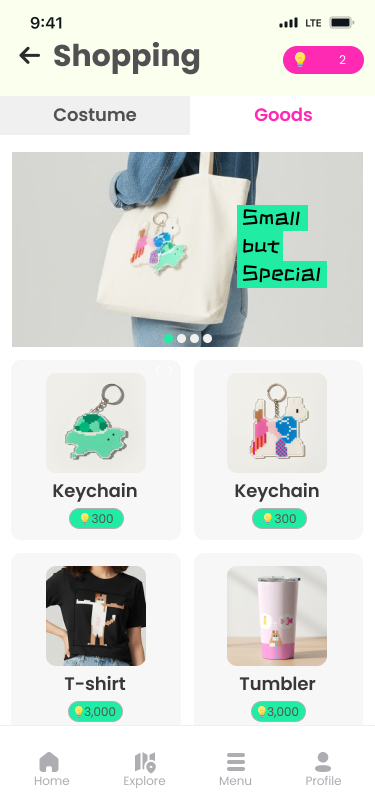 9:41
LTE
Shopping
2
Costume
Goods
Small
but
Special
Keychain
Keychain
300
300
T-shirt
Tumbler
3,000
3,000
Home
Explore
Menu
Profile